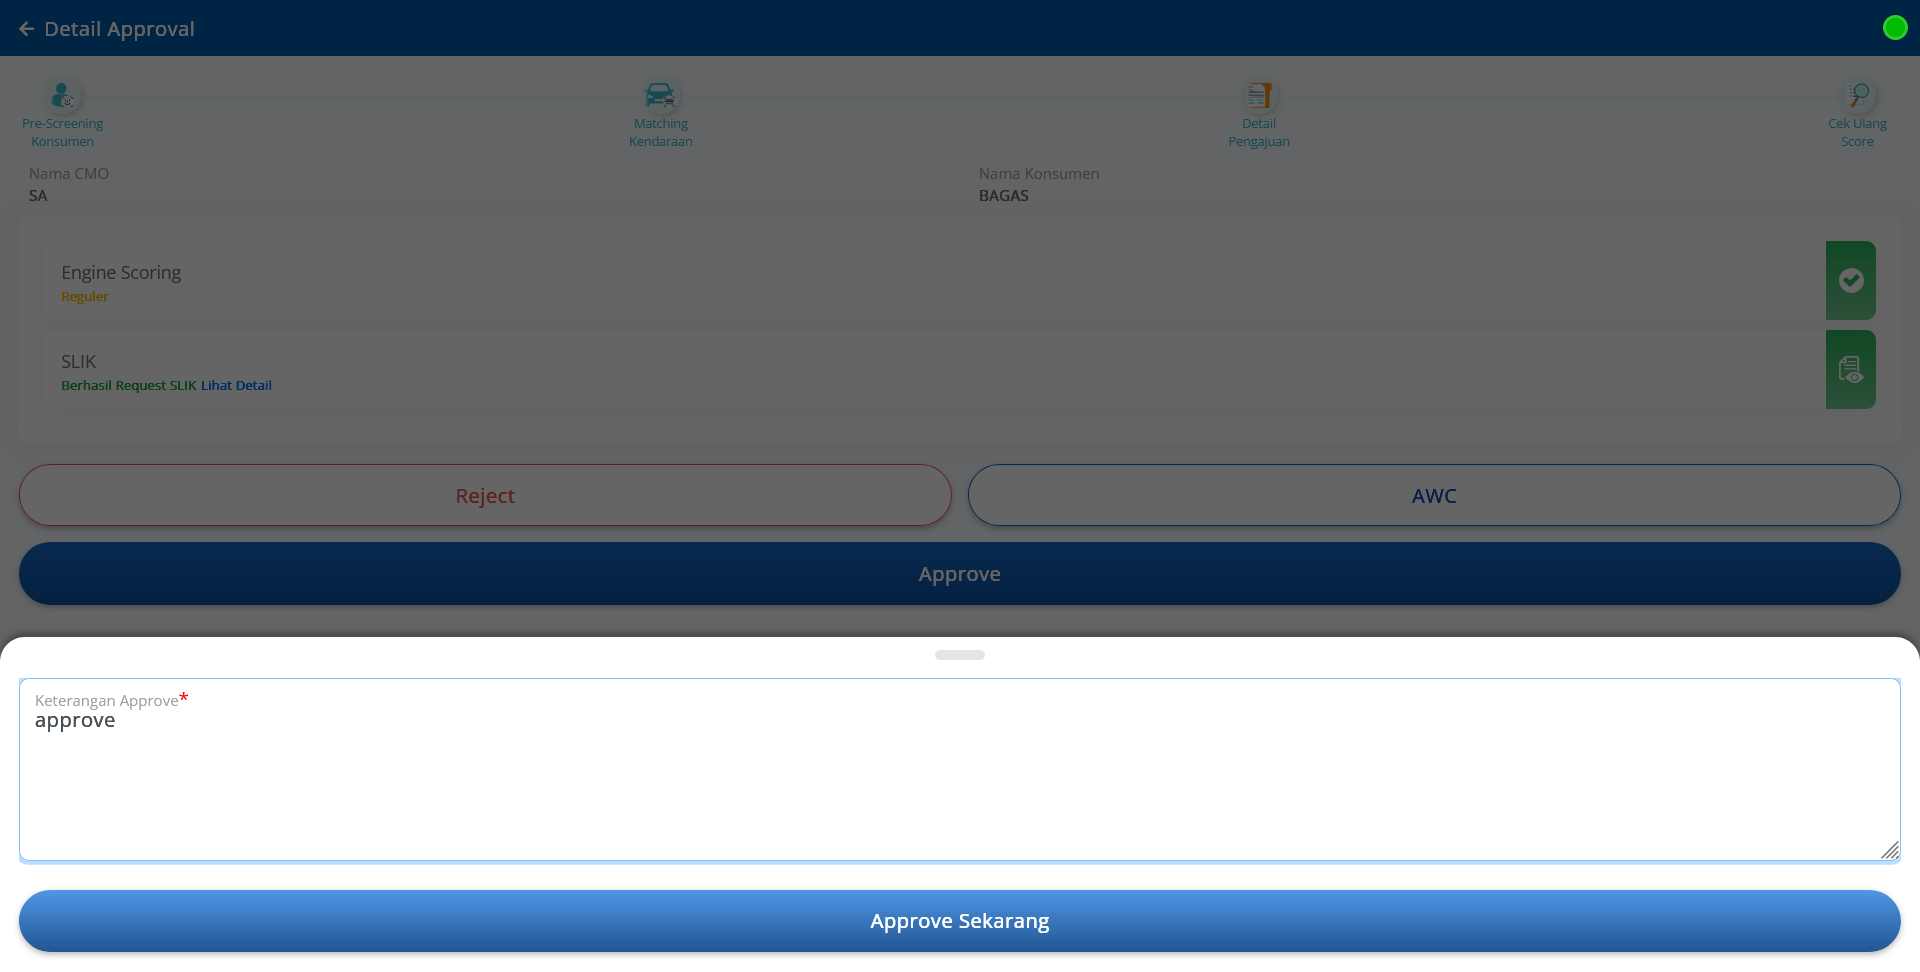 Detail Approval
Pre-Screening
Konsumen
Matching
Kendaraan
Detail
Pengajuan
Cek Ulang
Score
Nama CMO
SA
Nama Konsumen
BAGAS
Engine Scoring
Reguler
SLIK
Berhasil Request SLIK Lihat Detail
Reject
AWC
Approve
Keterangan Approve*
approve
Approve Sekarang